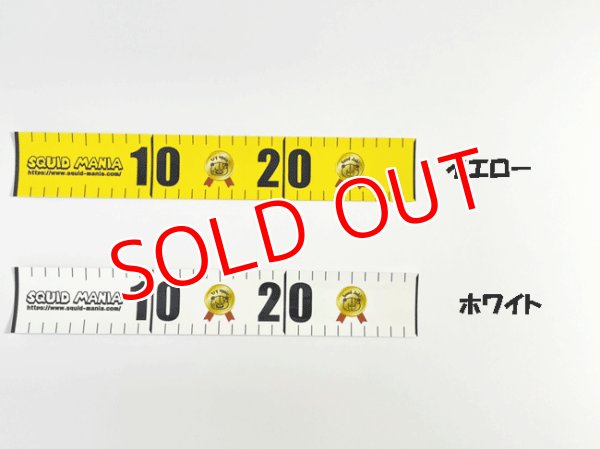 SQUID MANIA
https://www.squid-mania.com/
10
20
イエロー
SOLD OUT
SQUID MANIA
https://www.squid-mania.com/
10
20
ホワイト